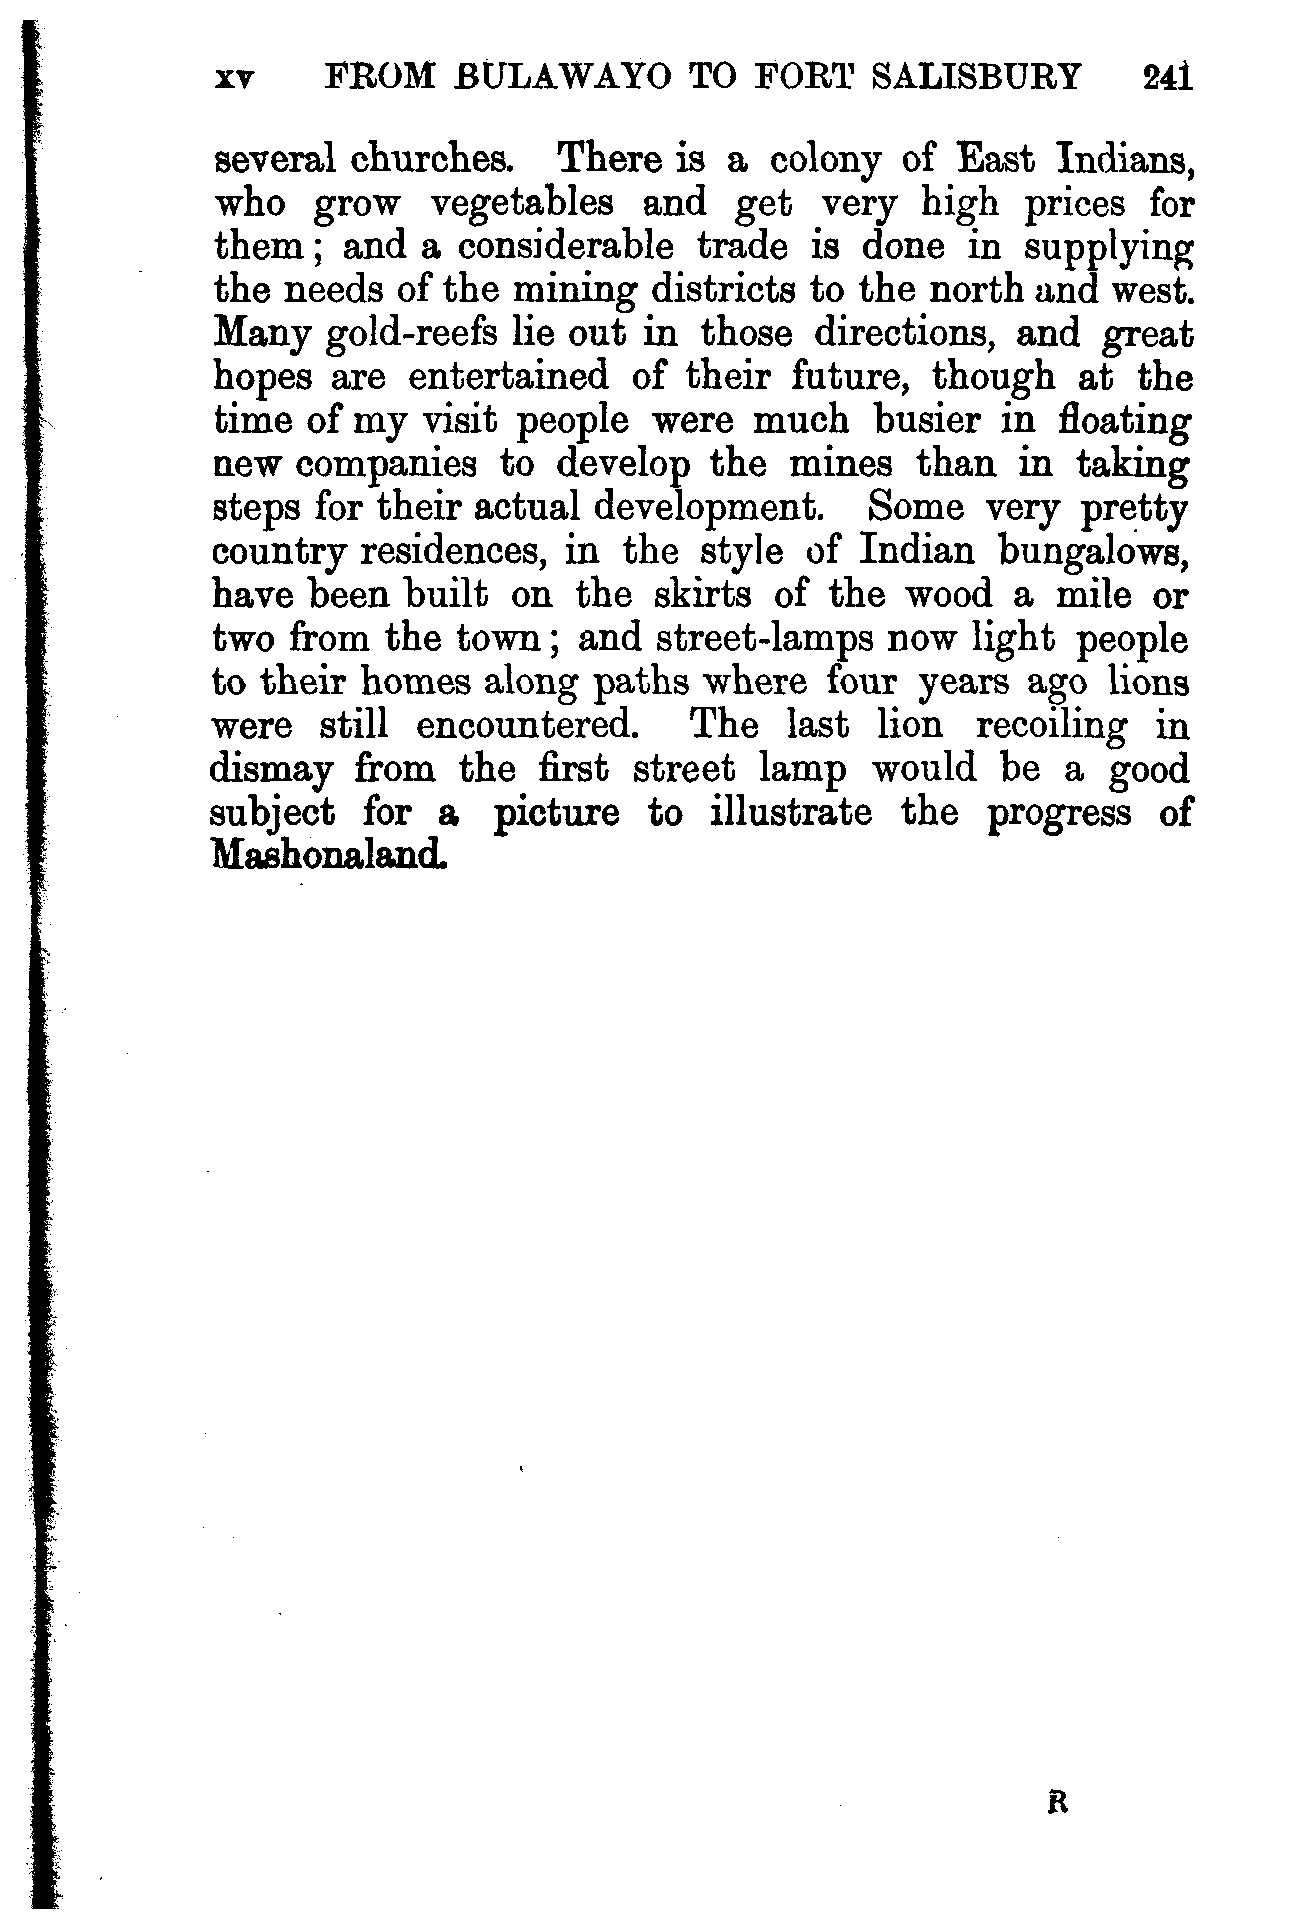 xv FROM BULAWAYO TO FORT SALISBURY 241
several churches. There is a colony of East Indians,
who grow vegetables and get very high prices for
them; and a considerable trade is done in supplying
the needs of the mining districts to the north and west.
Many gold-reefs lie out in those directions, and great
hopes are entertained of their future, though at the
time of my visit people were much busier in floating
new companies to develop the mines than in taking
steps for their actual development. Some very pretty
country residences, in the style of Indian bungalows,
have been built on the skirts of the wood a mile or
two from the town; and street-lamps now light people
to their homes along paths where four years ago lions
were still encountered. The last lion recoiling in
dismay from the first street lamp would be a good
subject for a picture to illustrate the progress of
Mashonaland.
R